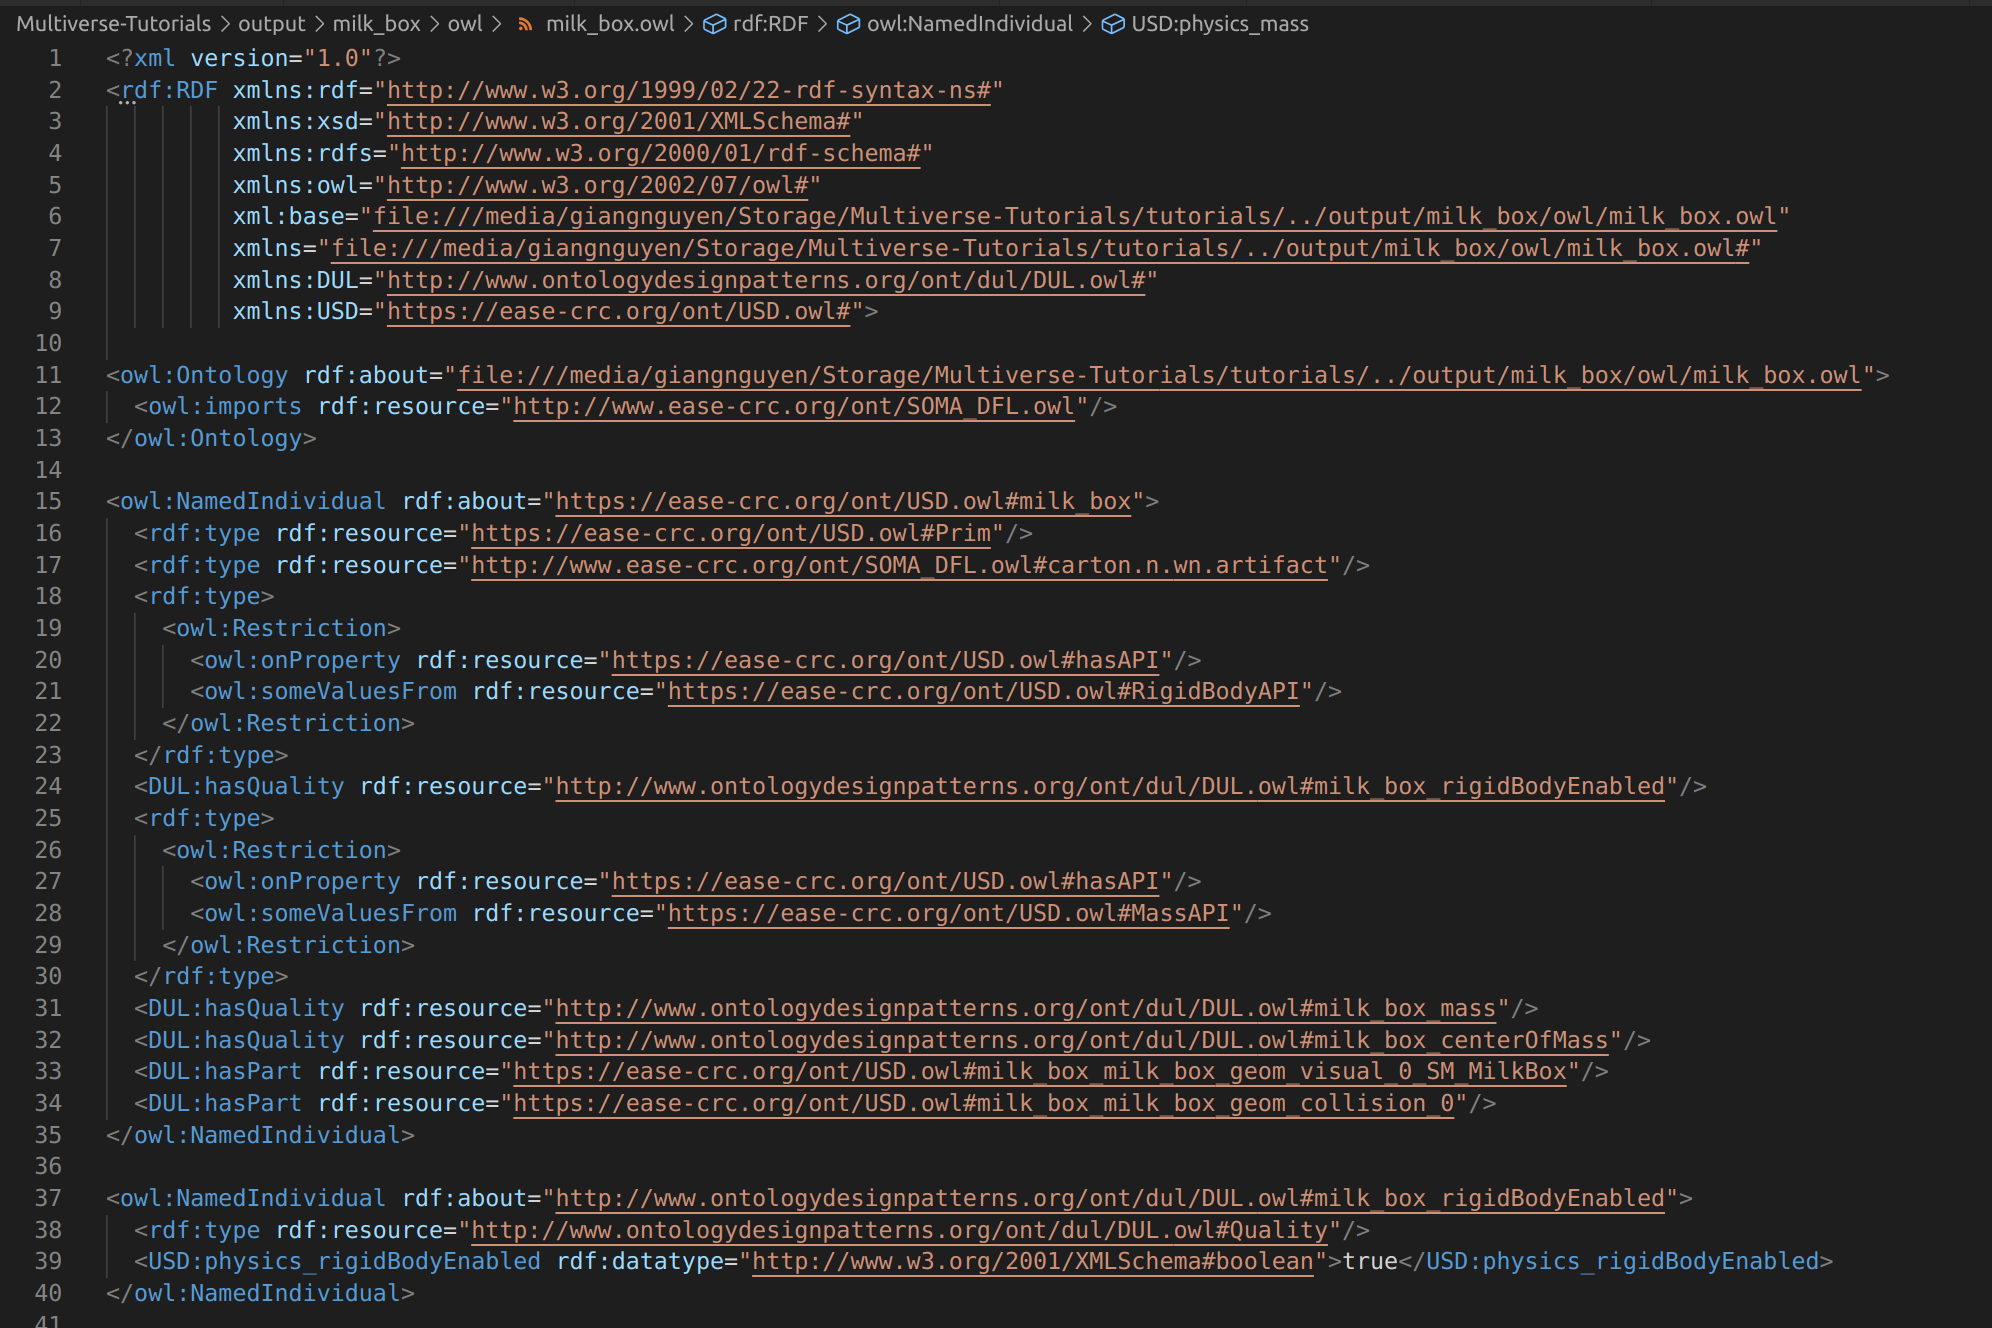 Multiverse-Tutorials > output > milk_box > owl > milk_box.owl > rdf:RDF > owl:NamedIndividual > USD:physics_mass
1 <?xml version="1.0"?>
2 <rdf:RDF xmlns:rdf="http://www.w3.org/1999/02/22-rdf-syntax-ns#"
3 xmlns:xsd="http://www.w3.org/2001/XMLSchema#"
4 xmlns:rdfs="http://www.w3.org/2000/01/rdf-schema#"
5 xmlns:owl="http://www.w3.org/2002/07/owl#"
6 xml:base="file:///media/giangnguyen/Storage/Multiverse-Tutorials/tutorials/../output/milk_box/owl/milk_box.owl"
7 xmlns="file:///media/giangnguyen/Storage/Multiverse-Tutorials/tutorials/../output/milk_box/owl/milk_box.owl#"
8 xmlns:DUL="http://www.ontologydesignpatterns.org/ont/dul/DUL.owl#"
9 xmlns:USD="https://ease-crc.org/ont/USD.owl#">
10
11 <owl:Ontology rdf:about="file:///media/giangnguyen/Storage/Multiverse-Tutorials/tutorials/../output/milk_box/owl/milk_box.owl">
12 <owl:imports rdf:resource="http://www.ease-crc.org/ont/SOMA_DFL.owl"/>
13 </owl:Ontology>
14
15 <owl:NamedIndividual rdf:about="https://ease-crc.org/ont/USD.owl#milk_box">
16 <rdf:type rdf:resource="https://ease-crc.org/ont/USD.owl#Prim"/>
17 <rdf:type rdf:resource="http://www.ease-crc.org/ont/SOMA_DFL.owl#carton.n.wn.artifact"/>
18 <rdf:type>
19 <owl:Restriction>
20 <owl:onProperty rdf:resource="https://ease-crc.org/ont/USD.owl#hasAPI"/>
21 <owl:someValuesFrom rdf:resource="https://ease-crc.org/ont/USD.owl#RigidBodyAPI"/>
22 </owl:Restriction>
23 </rdf:type>
24 <DUL:hasQuality rdf:resource="http://www.ontologydesignpatterns.org/ont/dul/DUL.owl#milk_box_rigidBodyEnabled"/>
25 <rdf:type>
26 <owl:Restriction>
27 <owl:onProperty rdf:resource="https://ease-crc.org/ont/USD.owl#hasAPI"/>
28 <owl:someValuesFrom rdf:resource="https://ease-crc.org/ont/USD.owl#MassAPI"/>
29 </owl:Restriction>
30 </rdf:type>
31 <DUL:hasQuality rdf:resource="http://www.ontologydesignpatterns.org/ont/dul/DUL.owl#milk_box_mass"/>
32 <DUL:hasQuality rdf:resource="http://www.ontologydesignpatterns.org/ont/dul/DUL.owl#milk_box_centerOfMass"/>
33 <DUL:hasPart rdf:resource="https://ease-crc.org/ont/USD.owl#milk_box_milk_box_geom_visual_0_SM_MilkBox"/>
34 <DUL:hasPart rdf:resource="https://ease-crc.org/ont/USD.owl#milk_box_milk_box_geom_collision_0"/>
35 </owl:NamedIndividual>
36
37 <owl:NamedIndividual rdf:about="http://www.ontologydesignpatterns.org/ont/dul/DUL.owl#milk_box_rigidBodyEnabled">
38 <rdf:type rdf:resource="http://www.ontologydesignpatterns.org/ont/dul/DUL.owl#Quality"/>
39 <USD:physics_rigidBodyEnabled rdf:datatype="http://www.w3.org/2001/XMLSchema#boolean">true</USD:physics_rigidBodyEnabled>
40 </owl:NamedIndividual>
41